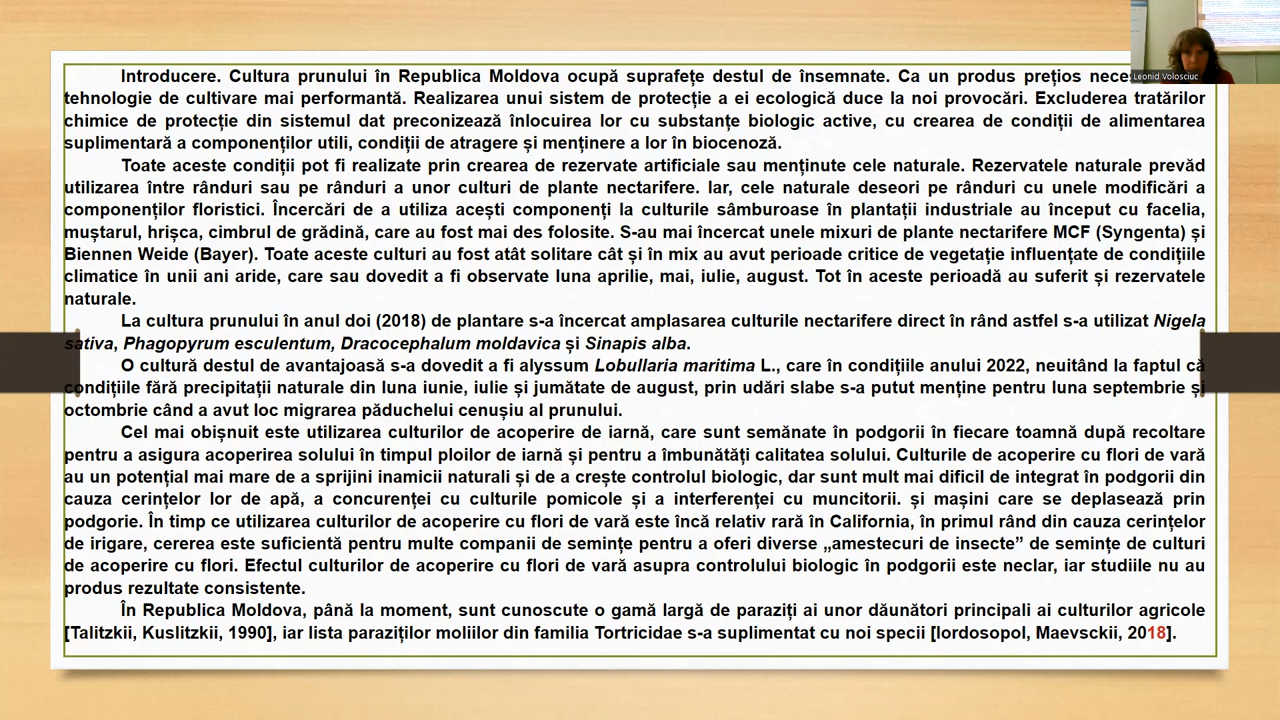 Introducere. Cultura prunului în Republica Moldova ocupă suprafețe destul de însemnate. Ca un produs prețios
tehnologie de cultivare mai performantă. Realizarea unui sistem de protecție a ei ecologică duce la noi provocări. Excluderea tratărilor
chimice de protecție din sistemul dat preconizează înlocuirea lor cu substanțe biologic active, cu crearea de condiții de alimentarea
suplimentară a componenților utili, condiții de atragere și menținere a lor în biocenoză.
Toate aceste condiții pot fi realizate prin crearea de rezervate artificiale sau menținute cele naturale. Rezervatele naturale prevăd
utilizarea între rânduri sau pe rânduri a unor culturi de plante nectarifere. Iar, cele naturale deseori pe rânduri cu unele modificări a
componenților floristici. Încercări de a utiliza acești componenți la culturile sâmburoase în plantații industriale au început cu facelia,
muștarul, hrișca, cimbrul de grădină, care au fost mai des folosite. S-au mai încercat unele mixuri de plante nectarifere MCF (Syngenta) și
Biennen Weide (Bayer). Toate aceste culturi au fost atât solitare cât și în mix au avut perioade critice de vegetație influențate de condițiile
climatice în unii ani aride, care sau dovedit a fi observate luna aprilie, mai, iulie, august. Tot în aceste perioadă au suferit și rezervatele
naturale.
La cultura prunului în anul doi (2018) de plantare s-a încercat amplasarea culturile nectarifere direct în rând astfel s-a utilizat Nigela
sativa, Phagopyrum esculentum, Dracocephalum moldavica și Sinapis alba.
O cultură destul de avantajoasă s-a dovedit a fi alyssum Lobullaria maritima L., care în condițiile anului 2022, neuitând la faptul că
condițiile fără precipitații naturale din luna iunie, iulie și jumătate de august, prin udări slabe s-a putut menține pentru luna septembrie și
octombrie când a avut loc migrarea păduchelui cenușiu al prunului.
Cel mai obișnuit este utilizarea culturilor de acoperire de iarnă, care sunt semănate în podgorii în fiecare toamnă după recoltare
pentru a asigura acoperirea solului în timpul ploilor de iarnă și pentru a îmbunătăți calitatea solului. Culturile de acoperire cu flori de vară
au un potențial mai mare de a sprijini inamicii naturali și de a crește controlul biologic, dar sunt mult mai dificil de integrat în podgorii din
cauza cerințelor lor de apă, a concurenței cu culturile pomicole și a interferenței cu muncitorii. și mașini care se deplasează prin
podgorie. În timp ce utilizarea culturilor de acoperire cu flori de vară este încă relativ rară în California, în primul rând din cauza cerințelor
de irigare, cererea este suficientă pentru multe companii de semințe pentru a oferi diverse „amestecuri de insecte” de semințe de culturi
de acoperire cu flori. Efectul culturilor de acoperire cu flori de vară asupra controlului biologic în podgorii este neclar, iar studiile nu au
produs rezultate consistente.
În Republica Moldova, până la moment, sunt cunoscute o gamă largă de paraziți ai unor dăunători principali ai culturilor agricole
[Talitzkii, Kuslitzkii, 1990], iar lista paraziților moliilor din familia Tortricidae s-a suplimentat cu noi specii [Iordosopol, Maevsckii, 2018].
Leonid Volosciuc